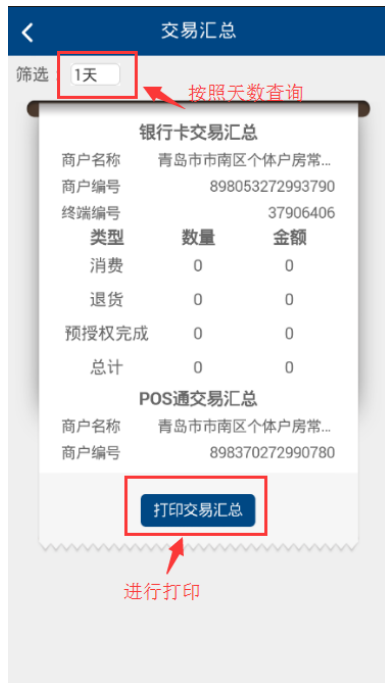 交易汇总
筛选: 1天
按照天数查询
银行卡交易汇总
商户名称 青岛市市南区个体户房常...
商户编号 898053272993790
终端编号 37906406
类型 数量 金额
消费 0 0
退货 0 0
预授权完成 0 0
总计 0 0
POS通交易汇总
商户名称 青岛市市南区个体户房常...
商户编号 898370272990780
打印交易汇总
进行打印